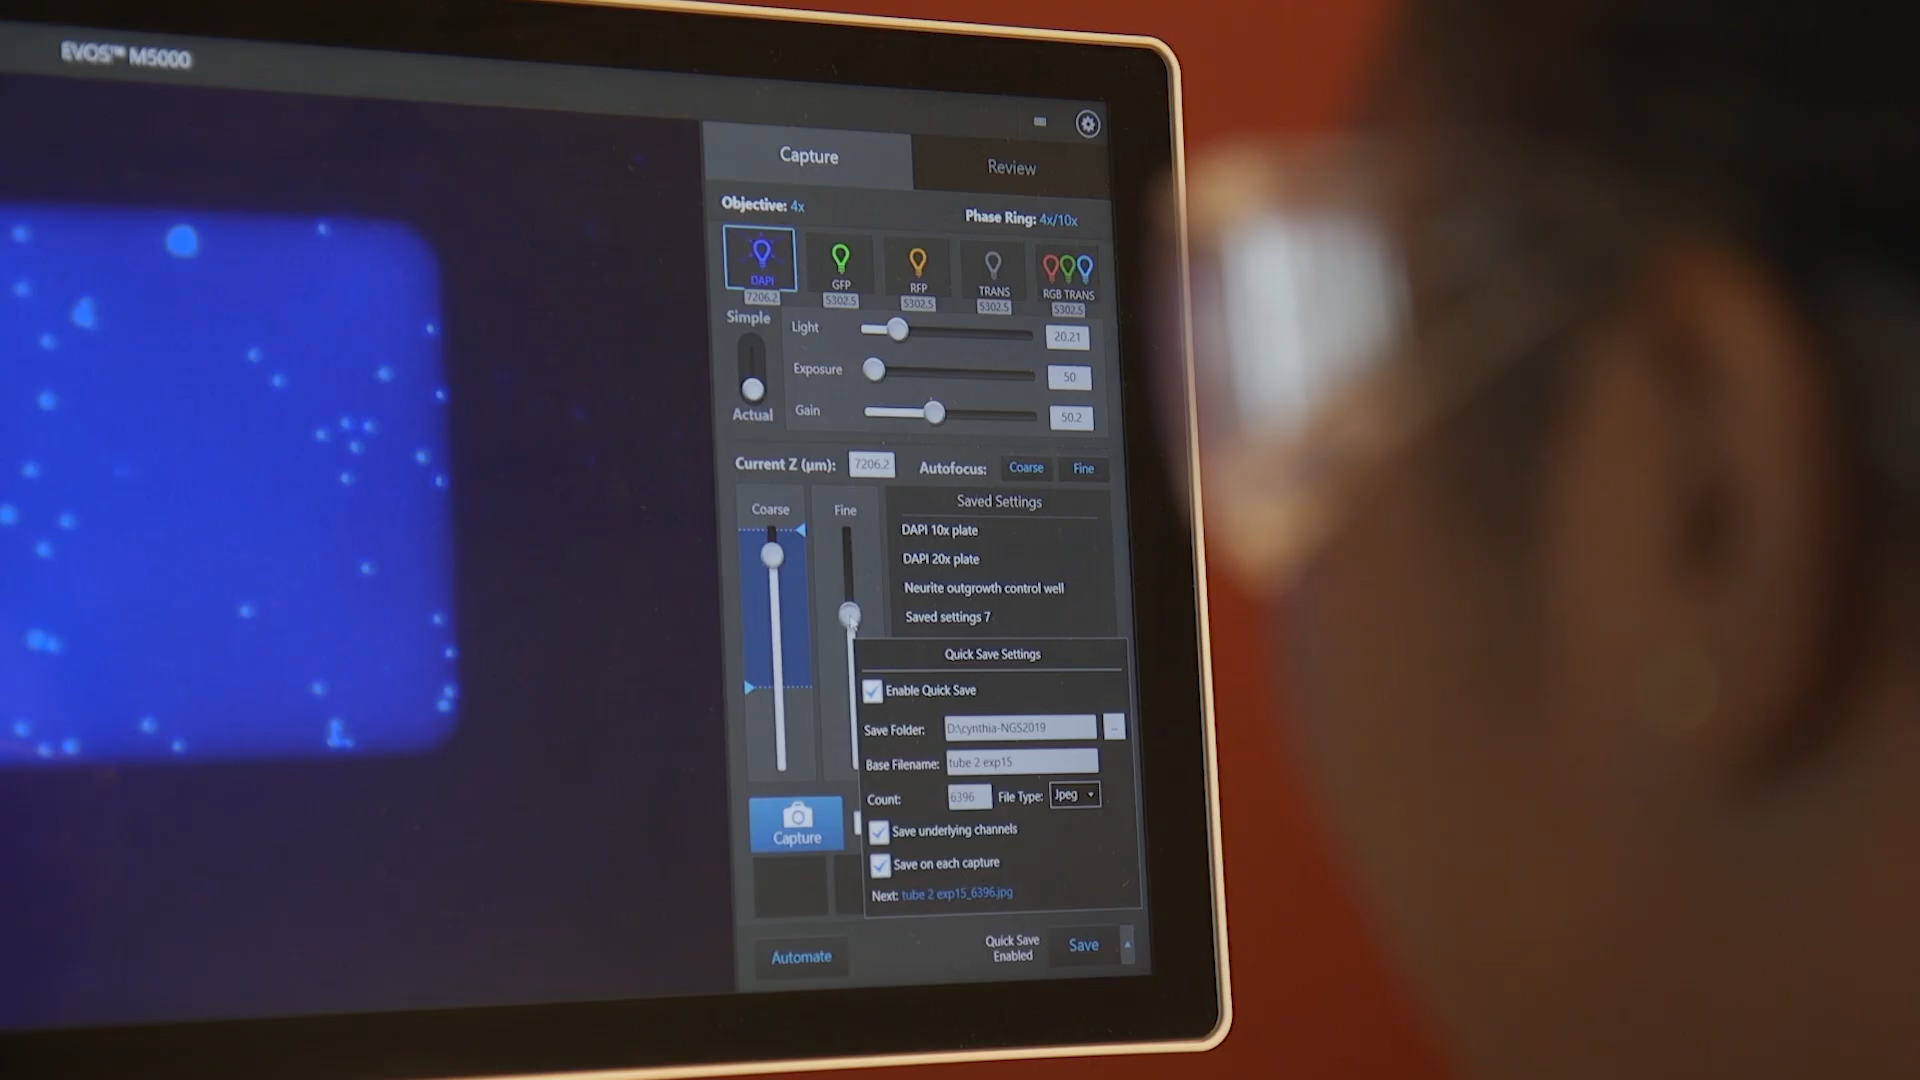 EVOS™ M5000
Capture
Review
Objective: 4x
Phase Ring: 4x/10x
DAPI
GFP
RFP
TRANS
RGB TRANS
7206.2
5302.5
5302.5
5302.5
5302.5
Simple
Actual
Light
20.21
Exposure
50
Gain
50.2
Current Z (µm): 7206.2
Autofocus: Coarse Fine
Coarse
Fine
Saved Settings
DAPI 10x plate
DAPI 20x plate
Neurite outgrowth control well
Saved settings 7
Quick Save Settings
Enable Quick Save
Save Folder: D:\cynthia-NGS2019 ...
Base Filename: tube 2 exp15
Count: 6396 File Type: Jpeg
Save underlying channels
Save on each capture
Next: tube 2 exp15_6396.jpg
Capture
Automate
Quick Save
Enabled
Save